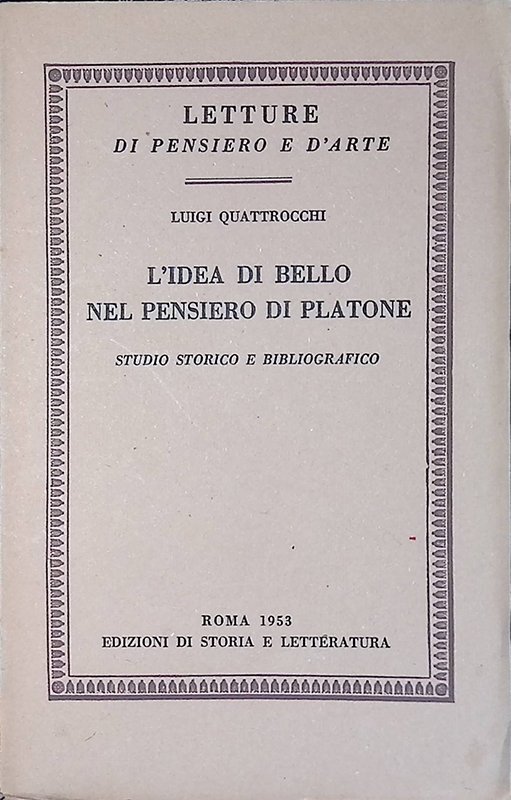 LETTURE
DI PENSIERO E D'ARTE
LUIGI QUATTROCCHI
L'IDEA DI BELLO
NEL PENSIERO DI PLATONE
STUDIO STORICO E BIBLIOGRAFICO
ROMA 1953
EDIZIONI DI STORIA E LETTERATURA